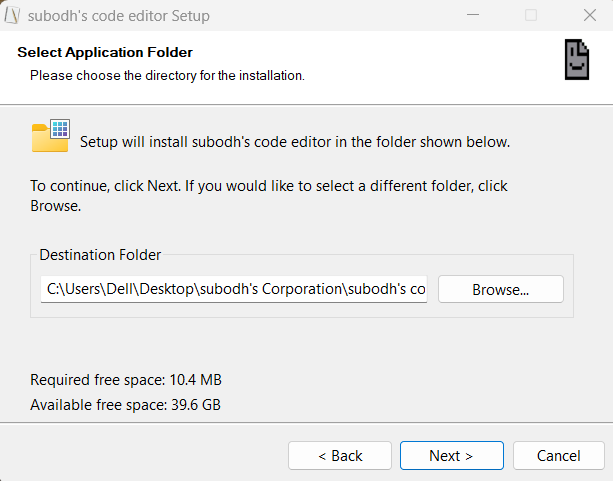 subodh's code editor Setup
Select Application Folder
Please choose the directory for the installation.
Setup will install subodh's code editor in the folder shown below.
To continue, click Next. If you would like to select a different folder, click
Browse.
Destination Folder
C:\Users\Dell\Desktop\subodh's Corporation\subodh's co
Browse...
Required free space: 10.4 MB
Available free space: 39.6 GB
< Back
Next >
Cancel